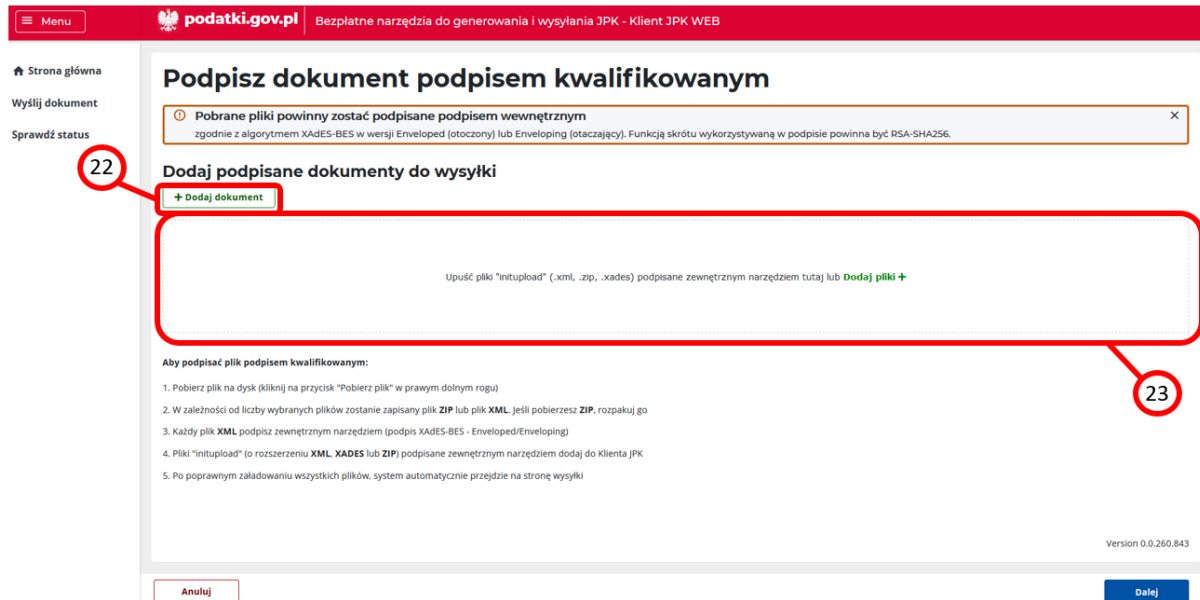 Menu
podatki.gov.pl
Bezpłatne narzędzia do generowania i wysyłania JPK - Klient JPK WEB
Strona główna
Wyślij dokument
Sprawdź status
Podpisz dokument podpisem kwalifikowanym
Pobrane pliki powinny zostać podpisane podpisem wewnętrznym
zgodnie z algorytmem XAdES-BES w wersji Enveloped (otoczony) lub Enveloping (otaczający). Funkcją skrótu wykorzystywaną w podpisie powinna być RSA-SHA256.
22
Dodaj podpisane dokumenty do wysyłki
+ Dodaj dokument
Upuść pliki "initupload" (.xml, .zip, .xades) podpisane zewnętrznym narzędziem tutaj lub Dodaj pliki +
23
Aby podpisać plik podpisem kwalifikowanym:
1. Pobierz plik na dysk (kliknij na przycisk "Pobierz plik" w prawym dolnym rogu)
2. W zależności od liczby wybranych plików zostanie zapisany plik ZIP lub plik XML. Jeśli pobierzesz ZIP, rozpakuj go
3. Każdy plik XML podpisz zewnętrznym narzędziem (podpis XAdES-BES - Enveloped/Enveloping)
4. Pliki "initupload" (o rozszerzeniu XML, XADES lub ZIP) podpisane zewnętrznym narzędziem dodaj do Klienta JPK
5. Po poprawnym załadowaniu wszystkich plików, system automatycznie przejdzie na stronę wysyłki
Version 0.0.260.843
Anuluj
Dalej